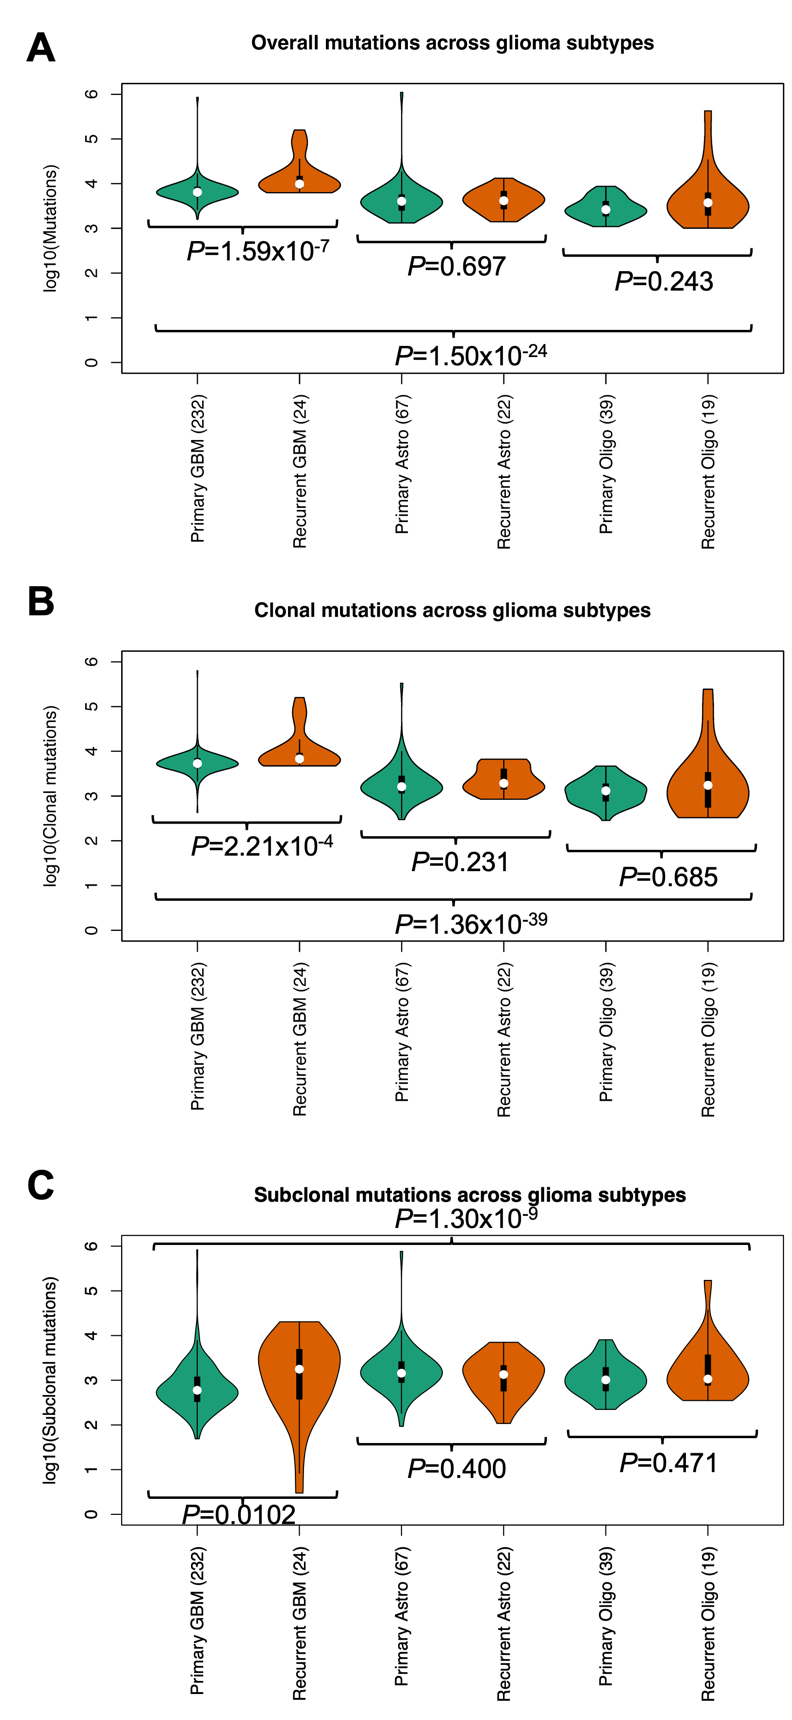 A
Overall mutations across glioma subtypes
log10(Mutations)
6
5
4
3
2
1
0
P=1.59x10-7
P=0.697
P=0.243
P=1.50x10-24
Primary GBM (232)
Recurrent GBM (24)
Primary Astro (67)
Recurrent Astro (22)
Primary Oligo (39)
Recurrent Oligo (19)
B
Clonal mutations across glioma subtypes
log10(Clonal mutations)
6
5
4
3
2
1
0
P=2.21x10-4
P=0.231
P=0.685
P=1.36x10-39
Primary GBM (232)
Recurrent GBM (24)
Primary Astro (67)
Recurrent Astro (22)
Primary Oligo (39)
Recurrent Oligo (19)
C
Subclonal mutations across glioma subtypes
P=1.30x10-9
log10(Subclonal mutations)
6
5
4
3
2
1
0
P=0.400
P=0.471
P=0.0102
Primary GBM (232)
Recurrent GBM (24)
Primary Astro (67)
Recurrent Astro (22)
Primary Oligo (39)
Recurrent Oligo (19)